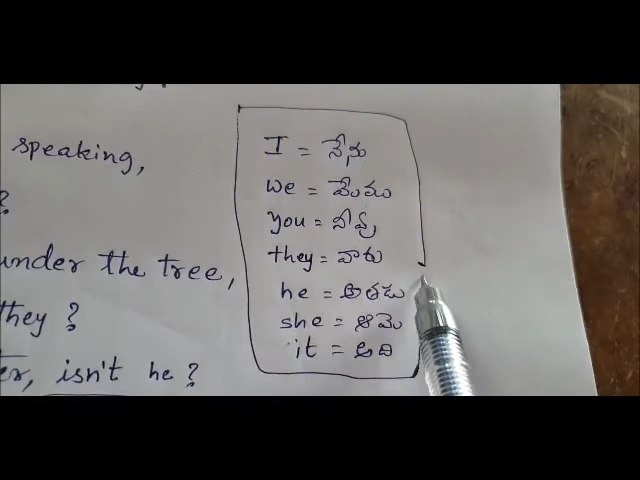 speaking,
?
under the tree,
they ?
isn't he ?
I = నేను
we = మేము
you = నీవు
they = వారు
he = అతడు
she = ఆమె
it = అది